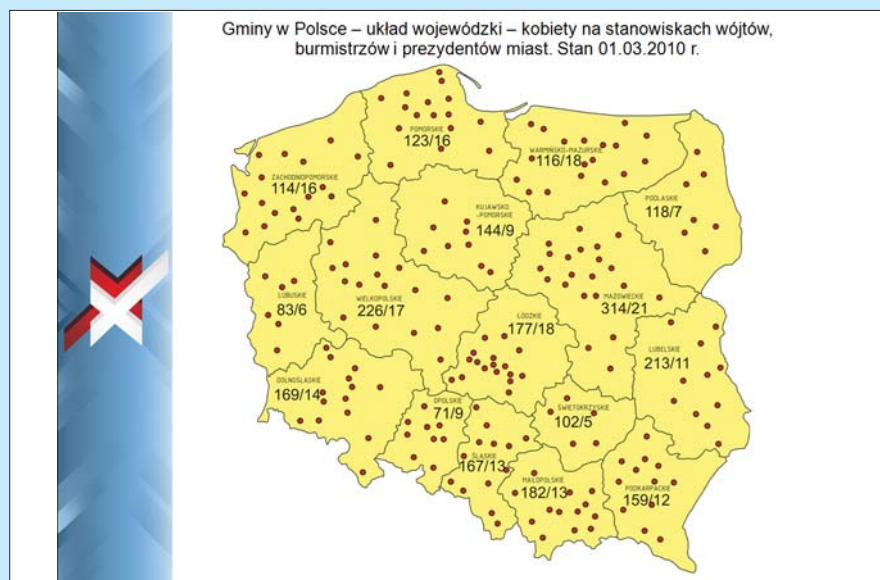 Gminy w Polsce – układ wojewódzki – kobiety na stanowiskach wójtów,
burmistrzów i prezydentów miast. Stan 01.03.2010 r.
POMORSKIE
123/16
WARMIŃSKO-MAZURSKIE
116/18
ZACHODNIOPOMORSKIE
114/16
PODLASKIE
118/7
KUJAWSKO
-POMORSKIE
144/9
MAZOWIECKIE
314/21
LUBUSKIE
83/6
WIELKOPOLSKIE
226/17
ŁÓDZKIE
177/18
LUBELSKIE
213/11
DOLNOŚLĄSKIE
169/14
OPOLSKIE
71/9
ŚWIĘTOKRZYSKIE
102/5
ŚLĄSKIE
167/13
MAŁOPOLSKIE
182/13
PODKARPACKIE
159/12